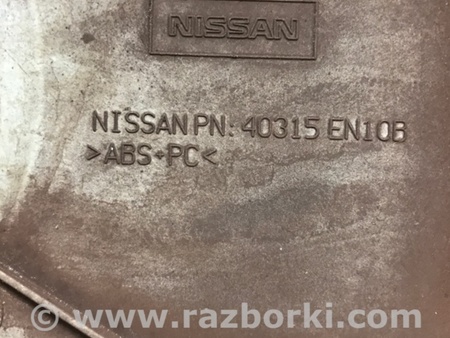 NISSAN
NISSAN PN: 40315 EN10B
>ABS+PC<
© www.razborki.com